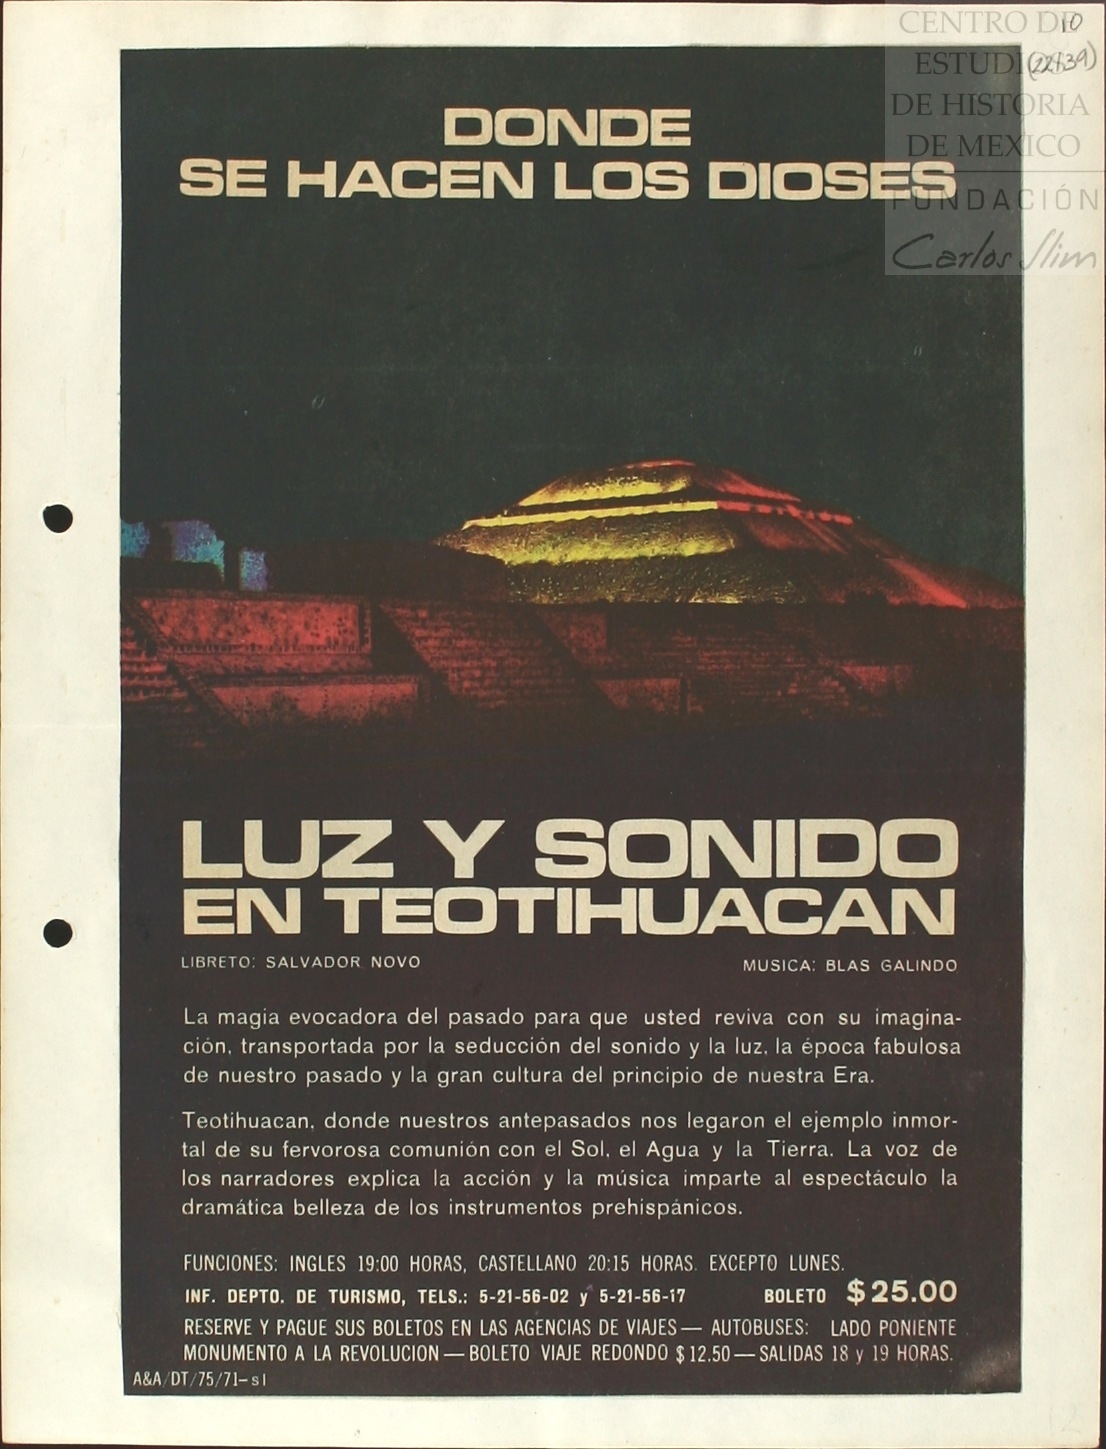 CENTRO DE
ESTUDIOS
DE HISTORIA
DE MEXICO
FUNDACIÓN
Carlos Slim
10
(22139)
DONDE
SE HACEN LOS DIOSES
LUZ Y SONIDO
EN TEOTIHUACAN
LIBRETO: SALVADOR NOVO
MUSICA: BLAS GALINDO
La magia evocadora del pasado para que usted reviva con su imagina-
ción, transportada por la seducción del sonido y la luz, la época fabulosa
de nuestro pasado y la gran cultura del principio de nuestra Era.
Teotihuacan, donde nuestros antepasados nos legaron el ejemplo inmor-
tal de su fervorosa comunión con el Sol, el Agua y la Tierra. La voz de
los narradores explica la acción y la música imparte al espectáculo la
dramática belleza de los instrumentos prehispánicos.
FUNCIONES: INGLES 19:00 HORAS, CASTELLANO 20:15 HORAS. EXCEPTO LUNES.
INF. DEPTO. DE TURISMO, TELS.: 5-21-56-02 y 5-21-56-17 BOLETO $25.00
RESERVE Y PAGUE SUS BOLETOS EN LAS AGENCIAS DE VIAJES — AUTOBUSES: LADO PONIENTE
MONUMENTO A LA REVOLUCION — BOLETO VIAJE REDONDO $12.50 — SALIDAS 18 y 19 HORAS.
A&A/DT/75/71-sl